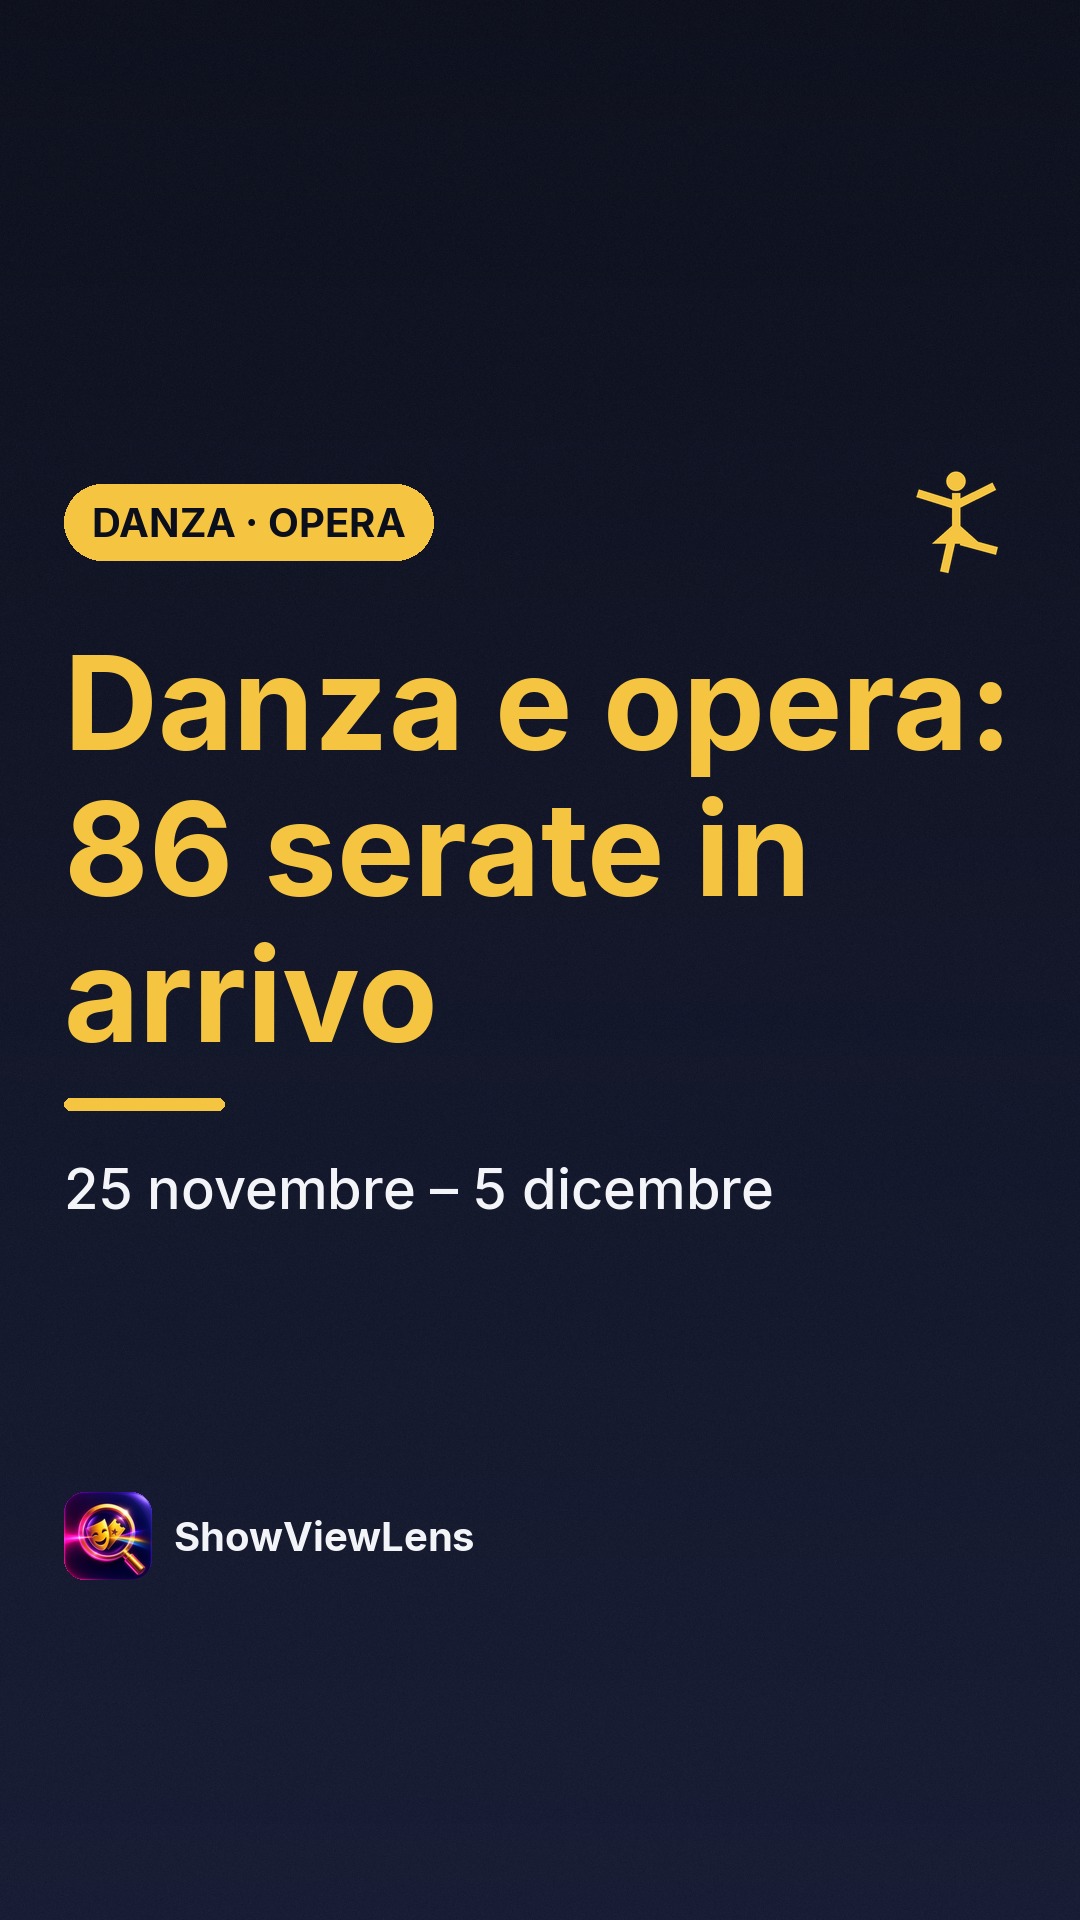 DANZA · OPERA
Danza e opera:
86 serate in
arrivo
25 novembre – 5 dicembre
ShowViewLens